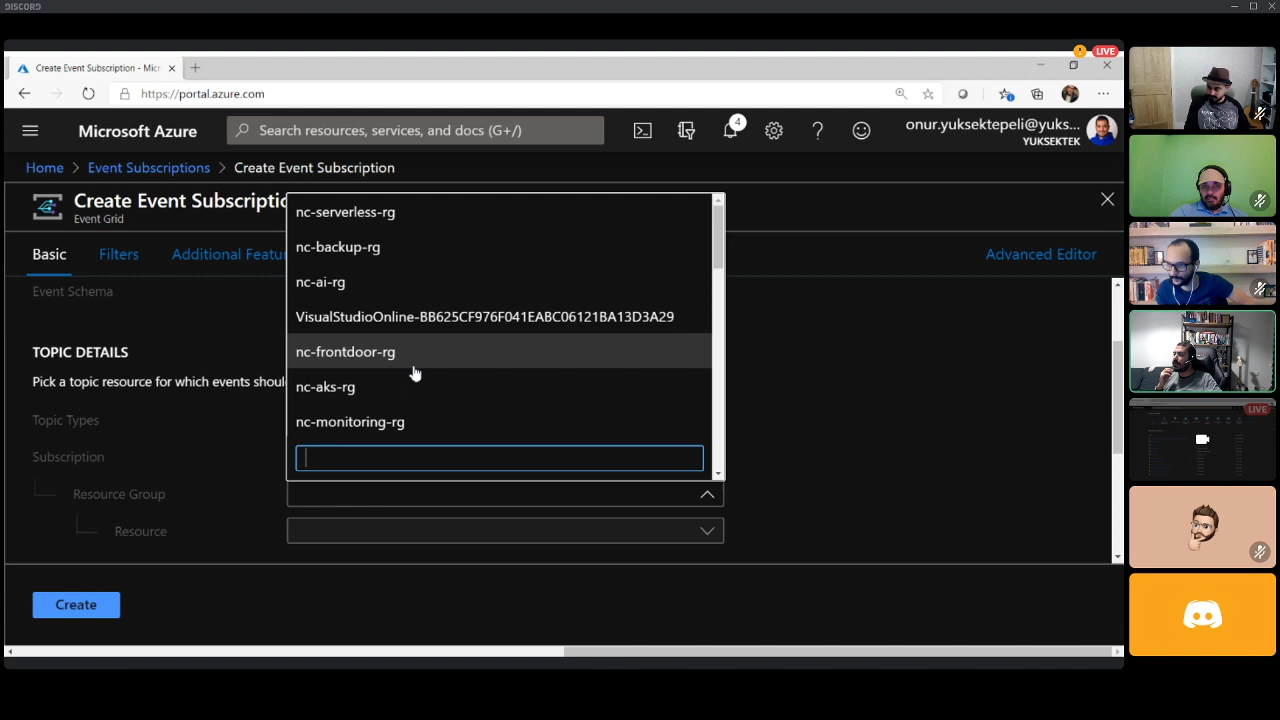 DISCORD
LIVE
Create Event Subscription - Micr
https://portal.azure.com
Microsoft Azure
Search resources, services, and docs (G+/)
4
onur.yuksektepeli@yuks...
YUKSEKTEK
Home > Event Subscriptions > Create Event Subscription
Create Event Subscriptio
Event Grid
Basic
Filters
Additional Featu
Advanced Editor
Event Schema
nc-serverless-rg
nc-backup-rg
nc-ai-rg
VisualStudioOnline-BB625CF976F041EABC06121BA13D3A29
nc-frontdoor-rg
nc-aks-rg
nc-monitoring-rg
TOPIC DETAILS
Pick a topic resource for which events shoul
Topic Types
Subscription
Resource Group
Resource
Create
LIVE